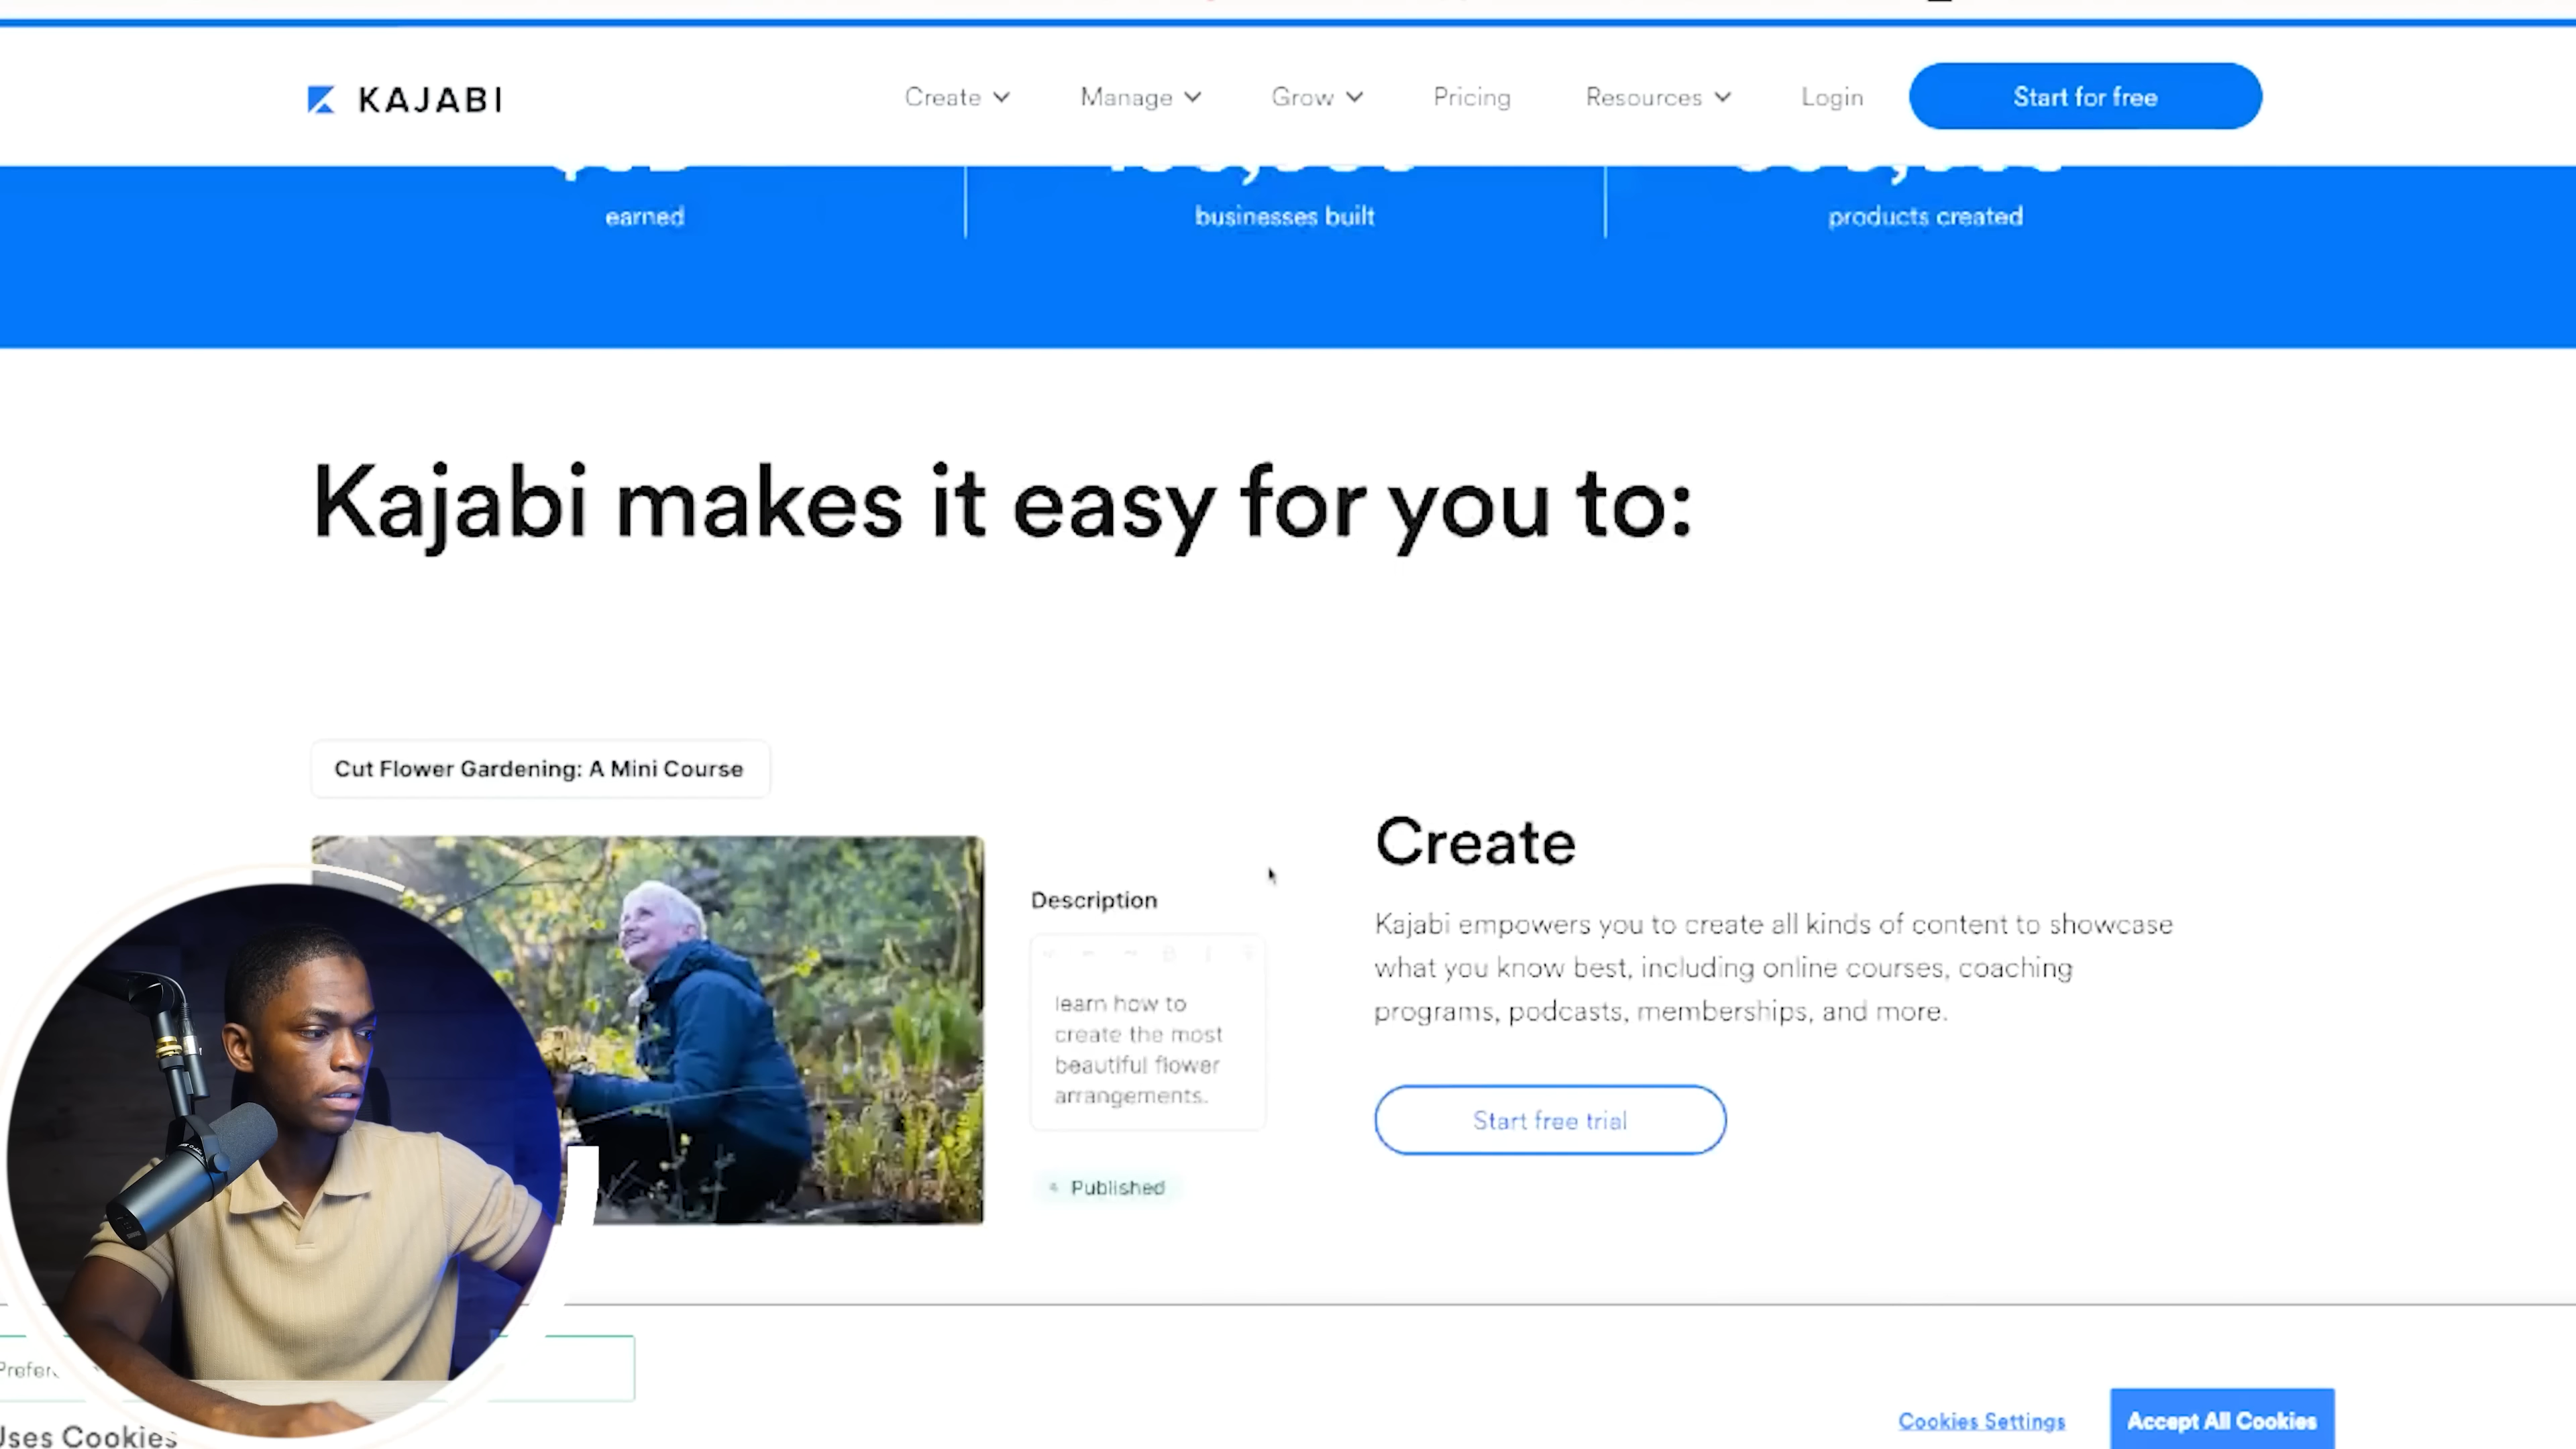 KAJABI
Create
Manage
Grow
Pricing
Resources
Login
Start for free
earned
businesses built
products created
Kajabi makes it easy for you to:
Cut Flower Gardening: A Mini Course
Description
learn how to
create the most
beautiful flower
arrangements.
Published
Create
Kajabi empowers you to create all kinds of content to showcase
what you know best, including online courses, coaching
programs, podcasts, memberships, and more.
Start free trial
Uses Cookies
Cookies Settings
Accept All Cookies